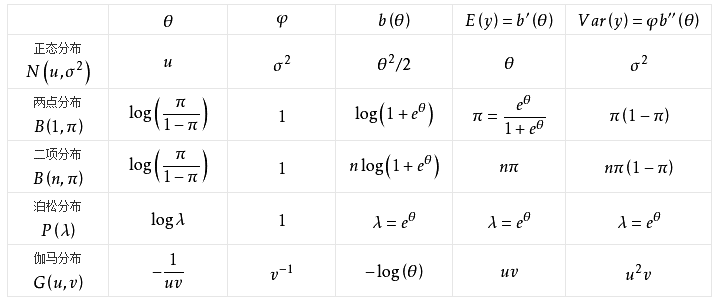 θ φ b(θ) E(y)=b′(θ) Var(y)=φb″(θ)
正态分布
N(u,σ²) u σ² θ²/2 θ σ²
两点分布
B(1,π) log(π/(1−π)) 1 log(1+e^θ) π=e^θ/(1+e^θ) π(1−π)
二项分布
B(n,π) log(π/(1−π)) 1 nlog(1+e^θ) nπ nπ(1−π)
泊松分布
P(λ) logλ 1 λ=e^θ λ=e^θ λ=e^θ
伽马分布
G(u,v) −1/(uv) v⁻¹ −log(θ) uv u²v